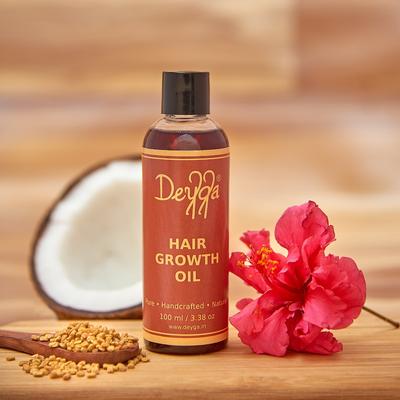 Deyga®
HAIR
GROWTH
OIL
Pure • Handcrafted • Natural
100 ml / 3.38 oz
www.deyga.in